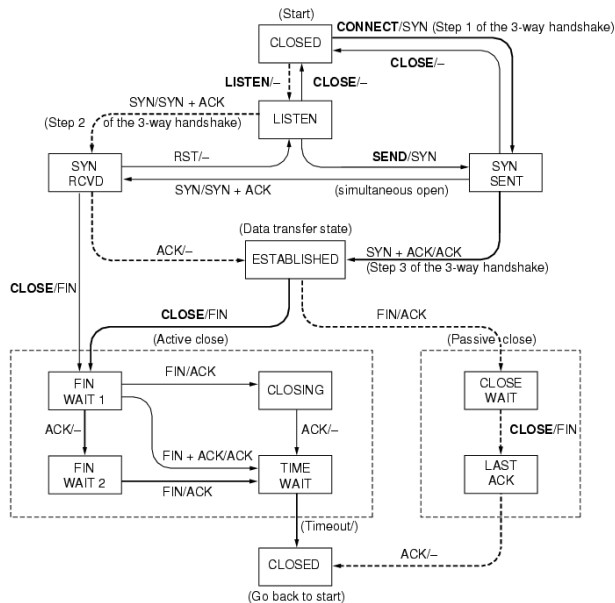 (Start)
CONNECT/SYN (Step 1 of the 3-way handshake)
CLOSED
CLOSE/–
LISTEN/– CLOSE/–
SYN/SYN + ACK
(Step 2 of the 3-way handshake)
LISTEN
SYN
RCVD
RST/–
SEND/SYN
SYN
SENT
SYN/SYN + ACK
(simultaneous open)
(Data transfer state)
ACK/–
ESTABLISHED
SYN + ACK/ACK
(Step 3 of the 3-way handshake)
CLOSE/FIN
CLOSE/FIN
FIN/ACK
(Active close)
(Passive close)
FIN
WAIT 1
FIN/ACK
CLOSING
CLOSE
WAIT
ACK/–
FIN + ACK/ACK
ACK/–
CLOSE/FIN
FIN
WAIT 2
FIN/ACK
TIME
WAIT
LAST
ACK
(Timeout/)
CLOSED
ACK/–
(Go back to start)